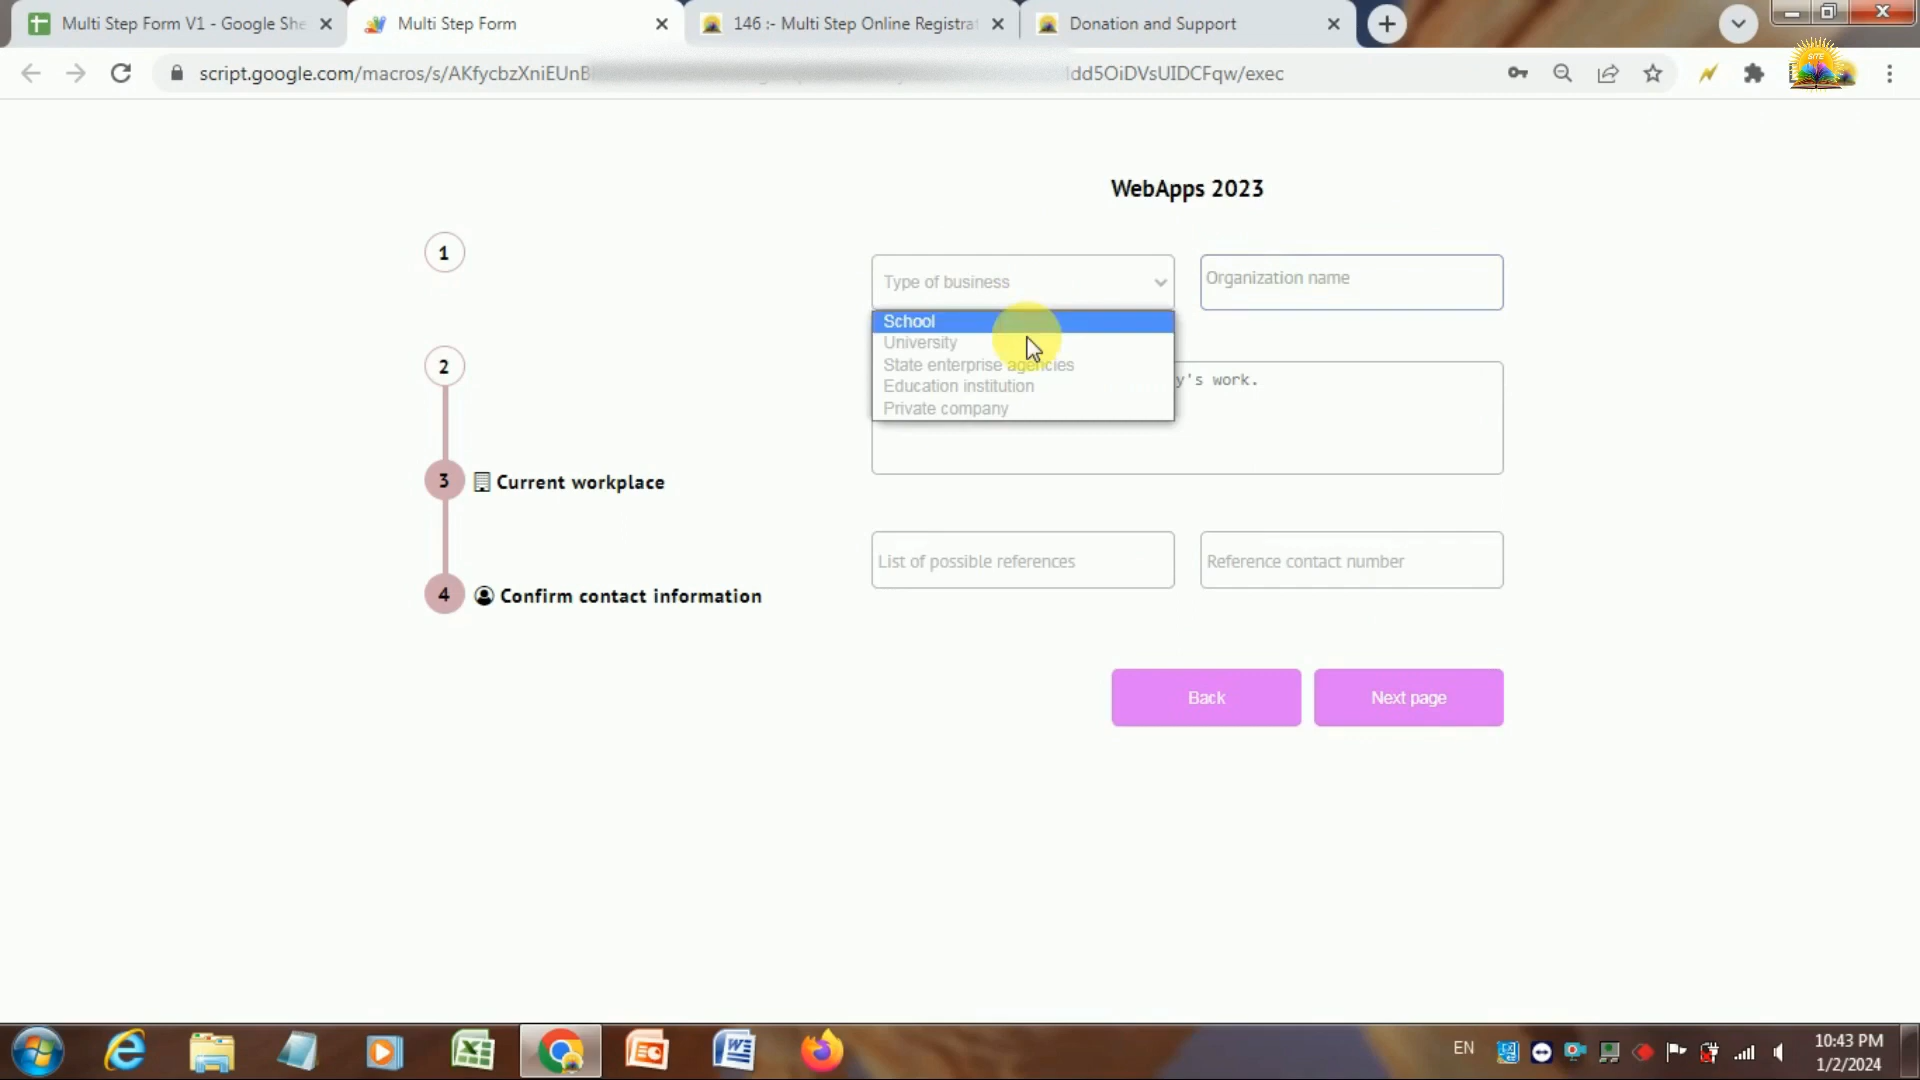 Multi Step Form V1 - Google She
Multi Step Form
146 :- Multi Step Online Registra
Donation and Support
script.google.com/macros/s/AKfycbzXniEUnB
dd5OiDVsUIDCFqw/exec
SITE
WebApps 2023
1
Type of business
Organization name
School
University
State enterprise agencies
Education institution
Private company
y's work.
2
3 Current workplace
List of possible references
Reference contact number
4 Confirm contact information
Back
Next page
EN
10:43 PM
1/2/2024